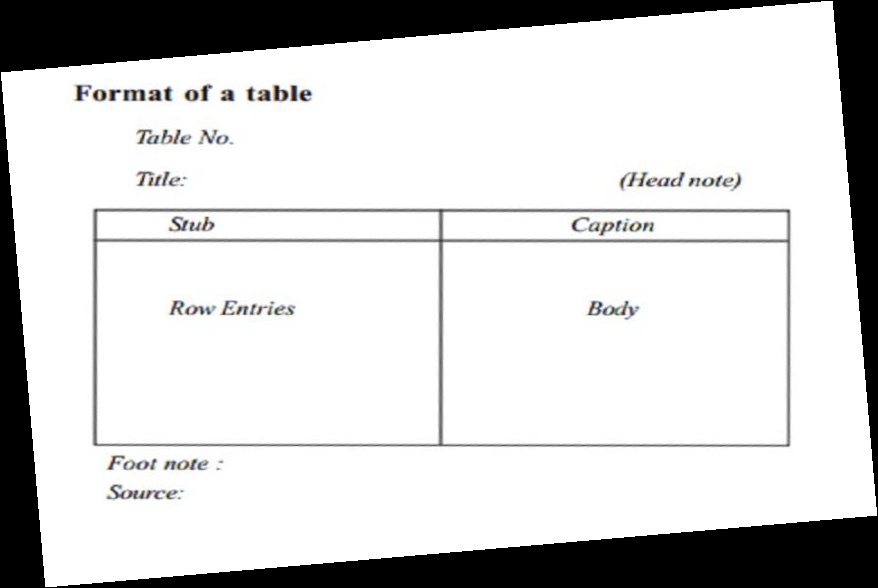 Format of a table
Table No.
Title: (Head note)
Stub Caption
Row Entries Body
Foot note :
Source: